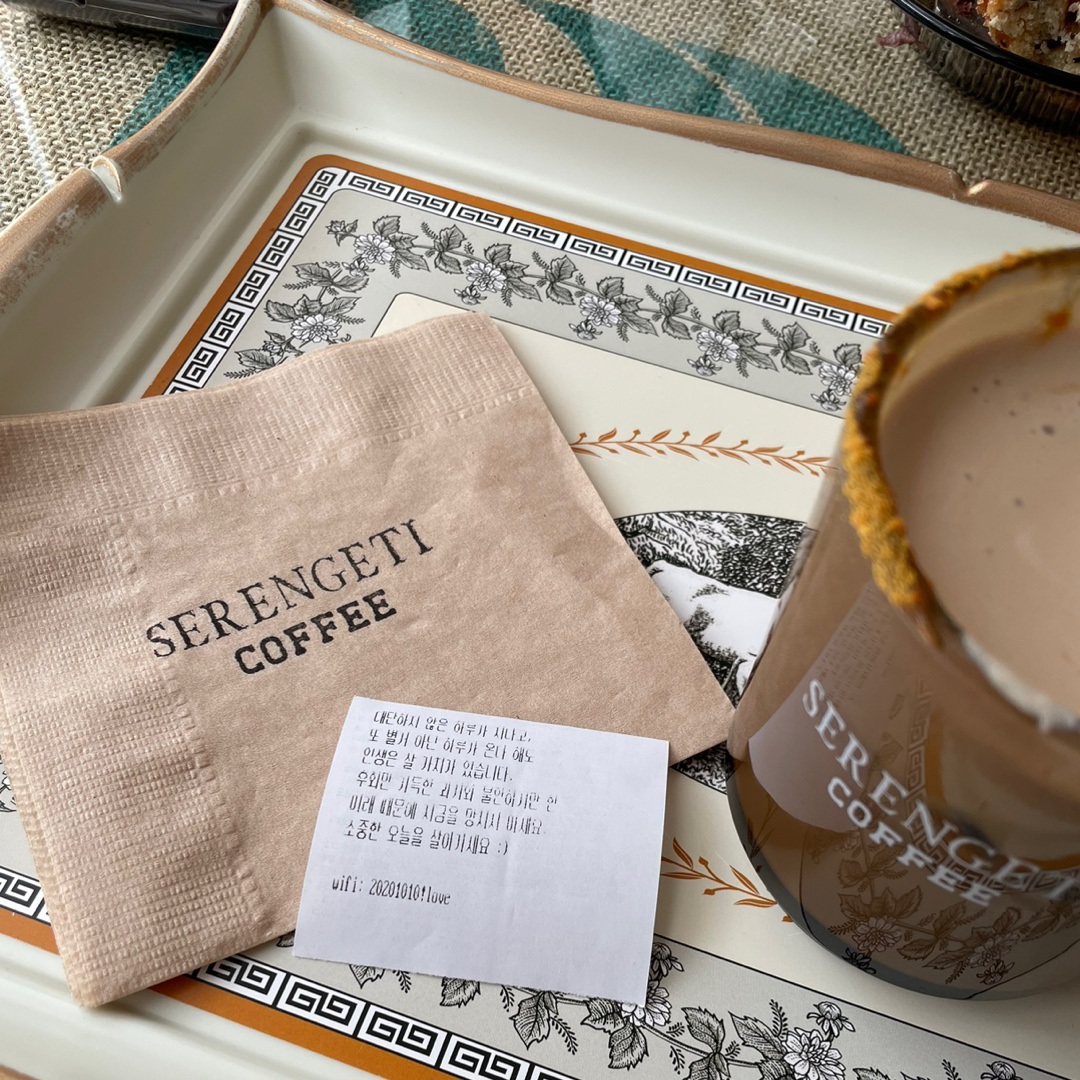 SERENGETI
COFFEE
대단하지 않은 하루가 지나고,
또 별거 아닌 하루가 온다 해도
인생은 살 가치가 있습니다.
후회만 가득한 과거와 불안하기만 한
미래 때문에 지금을 망치지 마세요.
소중한 오늘을 살아가세요 :)
wifi: 20201010!love
SERENGETI
COFFEE